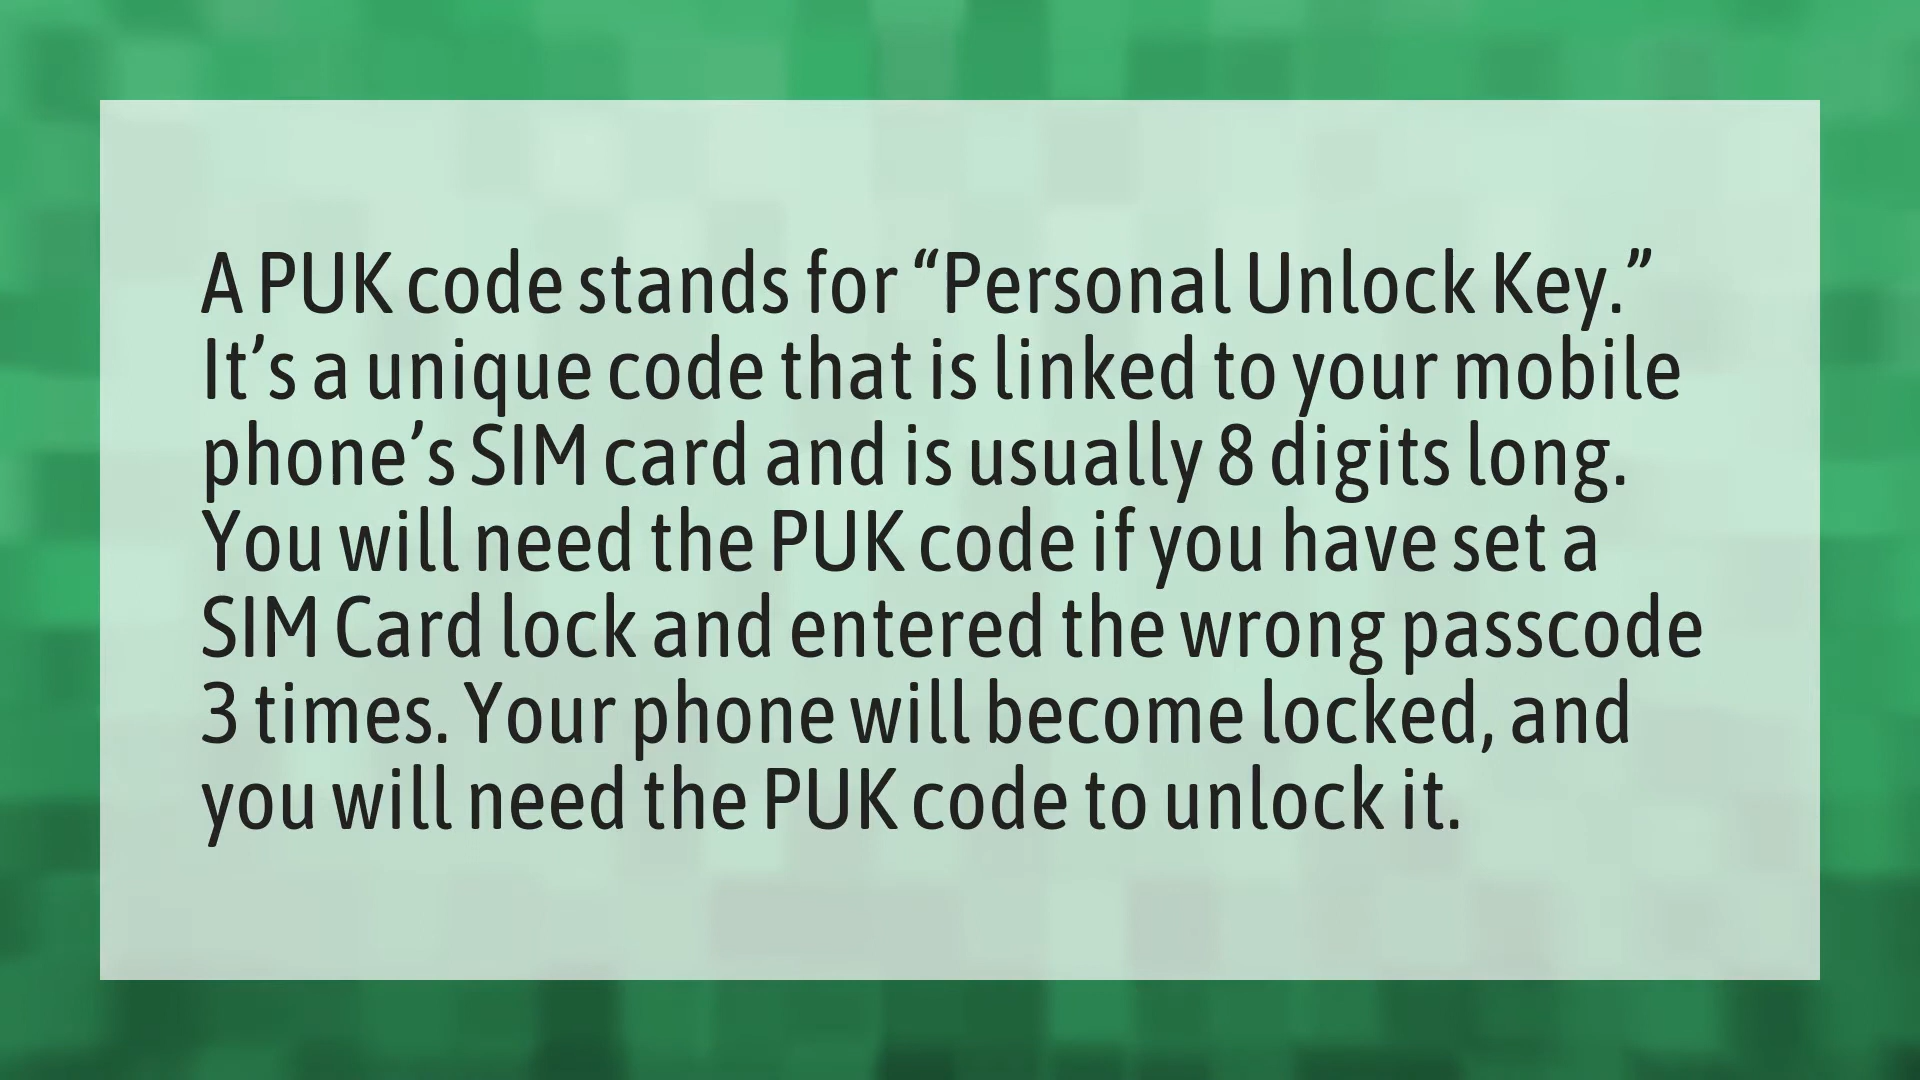 A PUK code stands for “Personal Unlock Key.”
It’s a unique code that is linked to your mobile
phone’s SIM card and is usually 8 digits long.
You will need the PUK code if you have set a
SIM Card lock and entered the wrong passcode
3 times. Your phone will become locked, and
you will need the PUK code to unlock it.